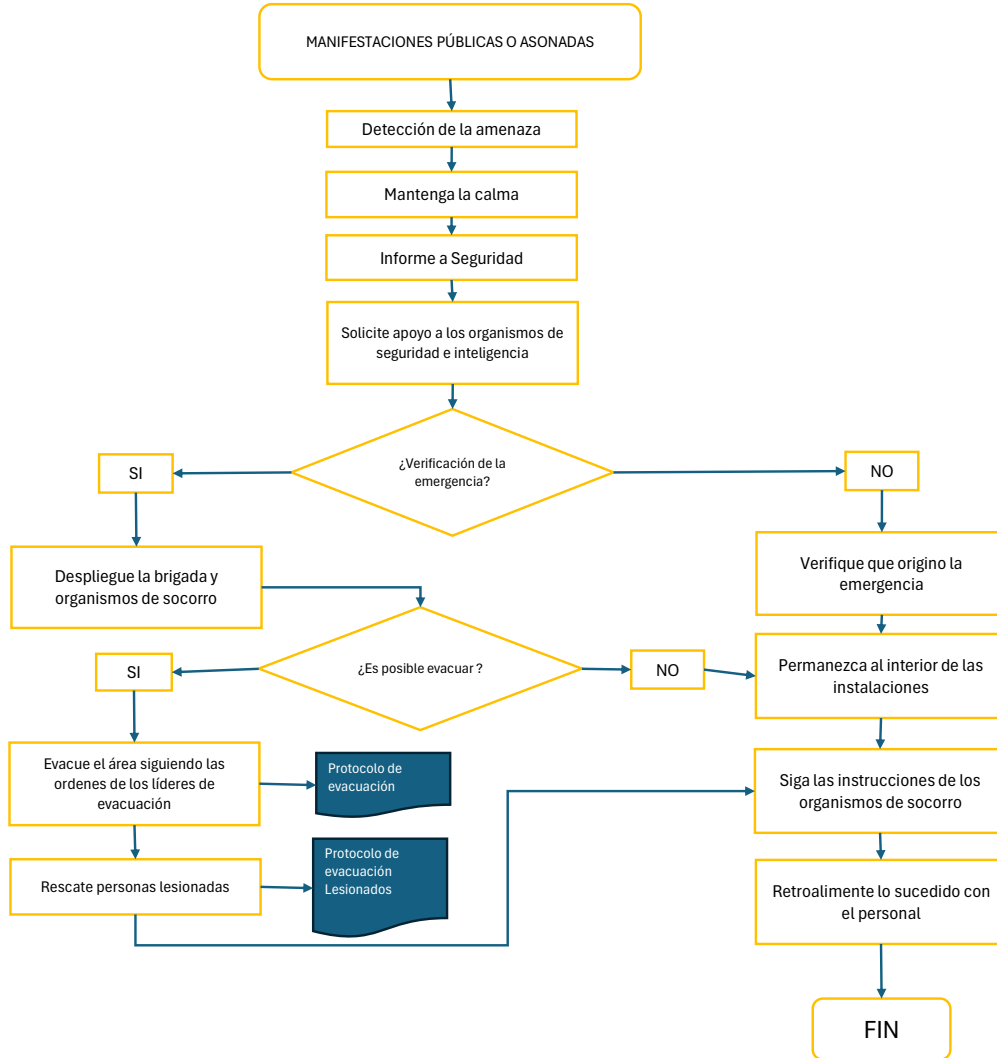 MANIFESTACIONES PÚBLICAS O ASONADAS
Detección de la amenaza
Mantenga la calma
Informe a Seguridad
Solicite apoyo a los organismos de
seguridad e inteligencia
¿Verificación de la
emergencia?
SI
NO
Despliegue la brigada y
organismos de socorro
Verifique que origino la
emergencia
¿Es posible evacuar ?
SI
NO
Permanezca al interior de las
instalaciones
Evacue el área siguiendo las
ordenes de los líderes de
evacuación
Protocolo de
evacuación
Siga las instrucciones de los
organismos de socorro
Rescate personas lesionadas
Protocolo de
evacuación
Lesionados
Retroalimente lo sucedido con
el personal
FIN